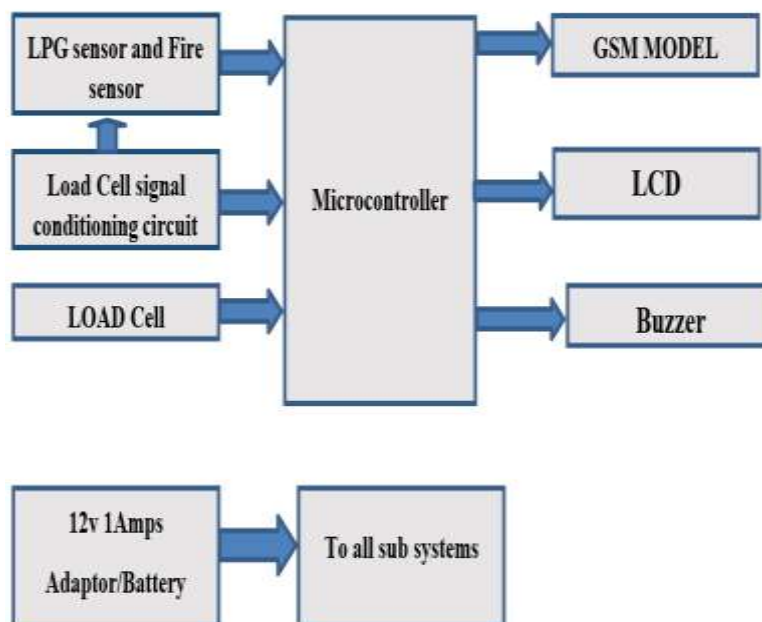 LPG sensor and Fire
sensor
Load Cell signal
conditioning circuit
LOAD Cell
Microcontroller
GSM MODEL
LCD
Buzzer
12v 1Amps
Adaptor/Battery
To all sub systems